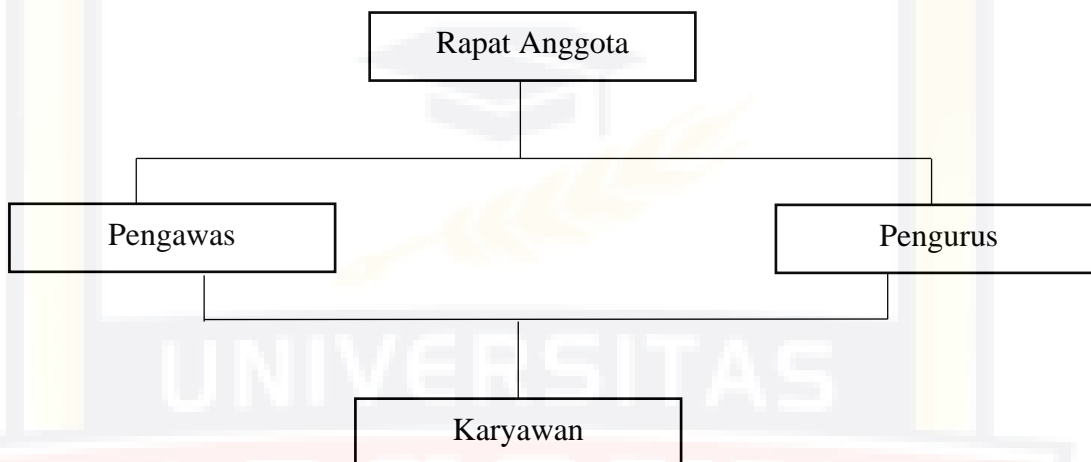 Rapat Anggota
Pengawas
Pengurus
UNIVERSITAS
Karyawan